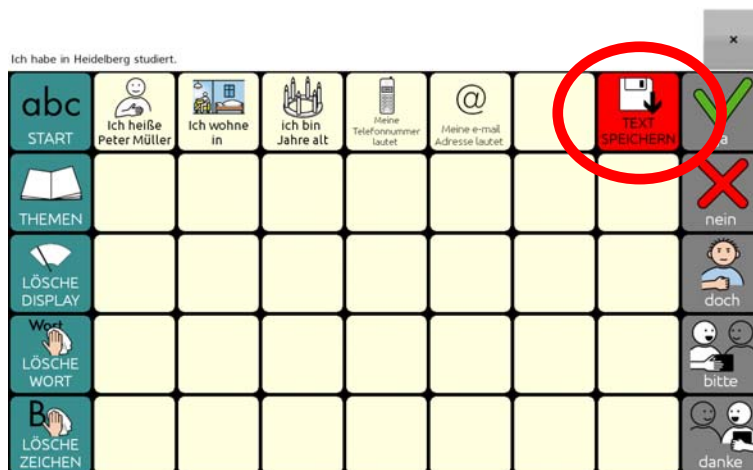 ×
Ich habe in Heidelberg studiert.
abc
START
Ich heiße
Peter Müller
Ich wohne
in
ich bin
Jahre alt
Meine
Telefonnummer
lautet
@
Meine e-mail
Adresse lautet
TEXT
SPEICHERN
ja
THEMEN
nein
LÖSCHE
DISPLAY
doch
Wort
LÖSCHE
WORT
bitte
B
LÖSCHE
ZEICHEN
danke